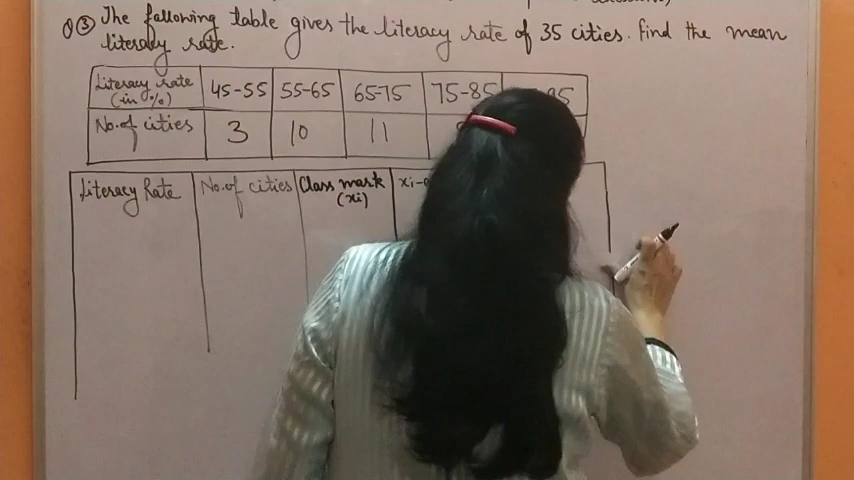 Q③ The following table gives the literacy rate of 35 cities. Find the mean
literacy rate.
Literacy rate (in %) 45-55 55-65 65-75 75-85
No. of cities 3 10 11
Literacy Rate No. of cities Class mark (xi)